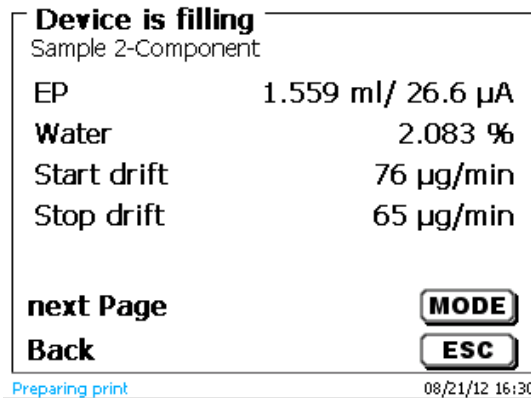 Device is filling
Sample 2-Component
EP 1.559 ml/ 26.6 µA
Water 2.083 %
Start drift 76 µg/min
Stop drift 65 µg/min
next Page MODE
Back ESC
Preparing print 08/21/12 16:30